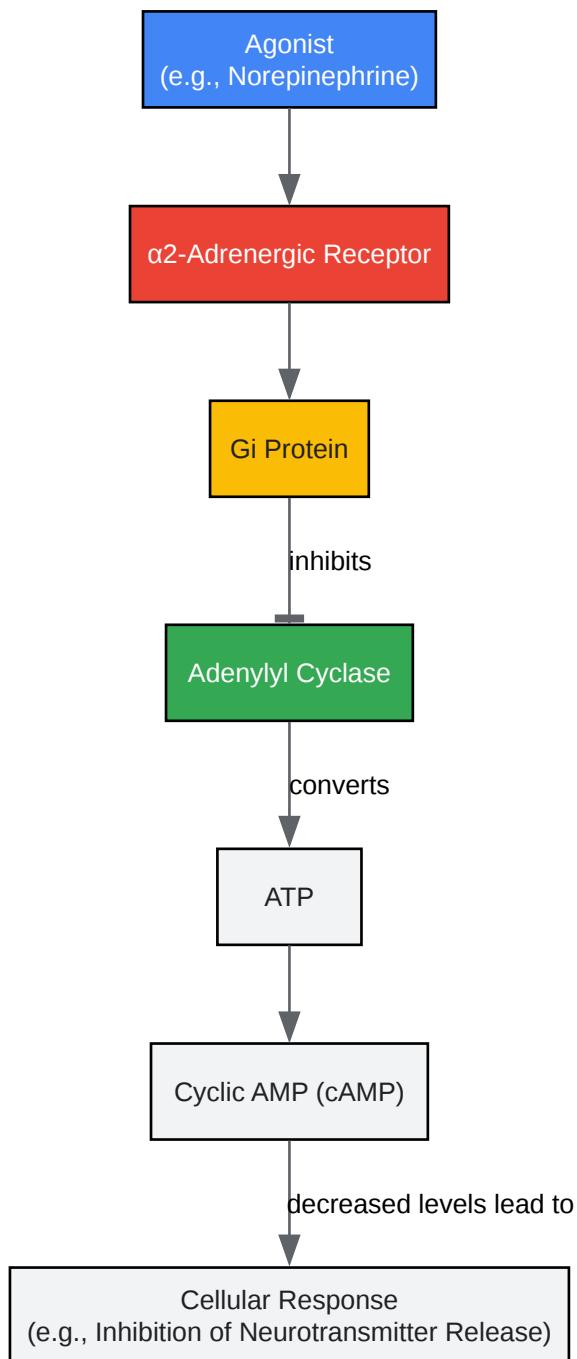 Agonist
(e.g., Norepinephrine)
α2-Adrenergic Receptor
Gi Protein
inhibits
Adenylyl Cyclase
converts
ATP
Cyclic AMP (cAMP)
decreased levels lead to
Cellular Response
(e.g., Inhibition of Neurotransmitter Release)